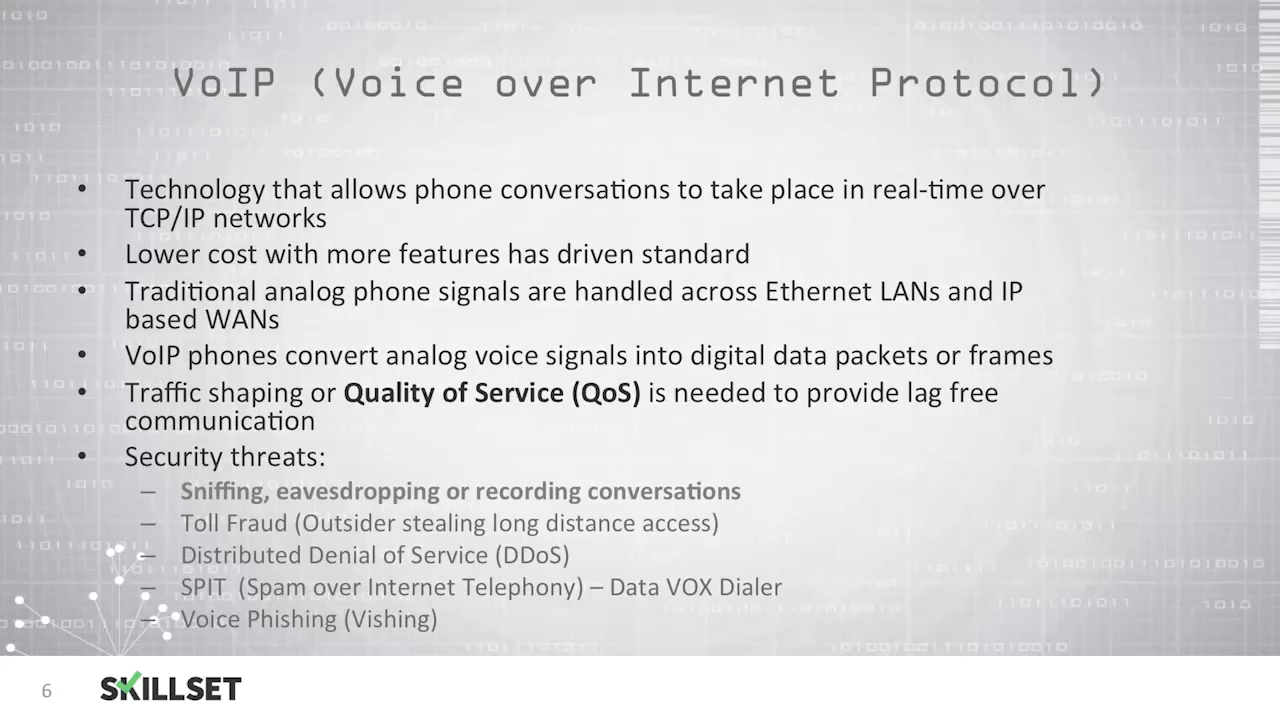 VoIP (Voice over Internet Protocol)
• Technology that allows phone conversations to take place in real-time over
TCP/IP networks
• Lower cost with more features has driven standard
• Traditional analog phone signals are handled across Ethernet LANs and IP
based WANs
• VoIP phones convert analog voice signals into digital data packets or frames
• Traffic shaping or Quality of Service (QoS) is needed to provide lag free
communication
• Security threats:
– Sniffing, eavesdropping or recording conversations
– Toll Fraud (Outsider stealing long distance access)
– Distributed Denial of Service (DDoS)
– SPIT (Spam over Internet Telephony) – Data VOX Dialer
– Voice Phishing (Vishing)
6 SKILLSET